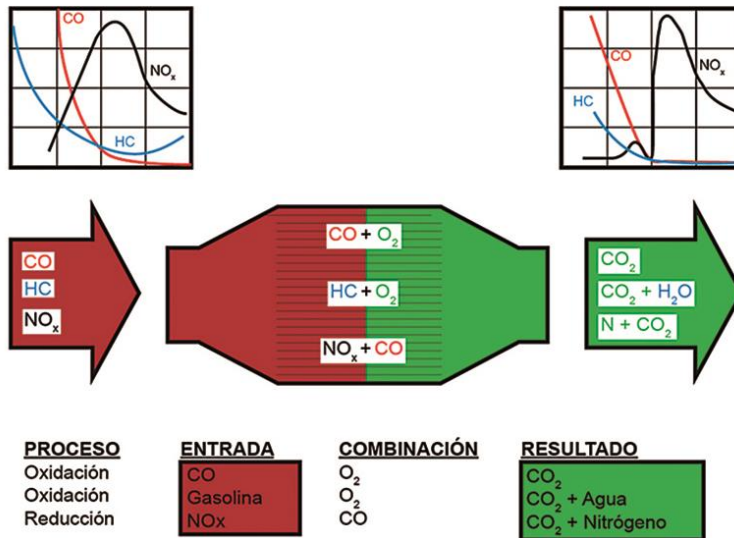 CO
NOx
HC
CO
NOx
HC
CO
HC
NOx
CO + O2
HC + O2
NOx + CO
CO2
CO2 + H2O
N + CO2
PROCESO ENTRADA COMBINACIÓN RESULTADO
Oxidación CO O2 CO2
Oxidación Gasolina O2 CO2 + Agua
Reducción NOx CO CO2 + Nitrógeno